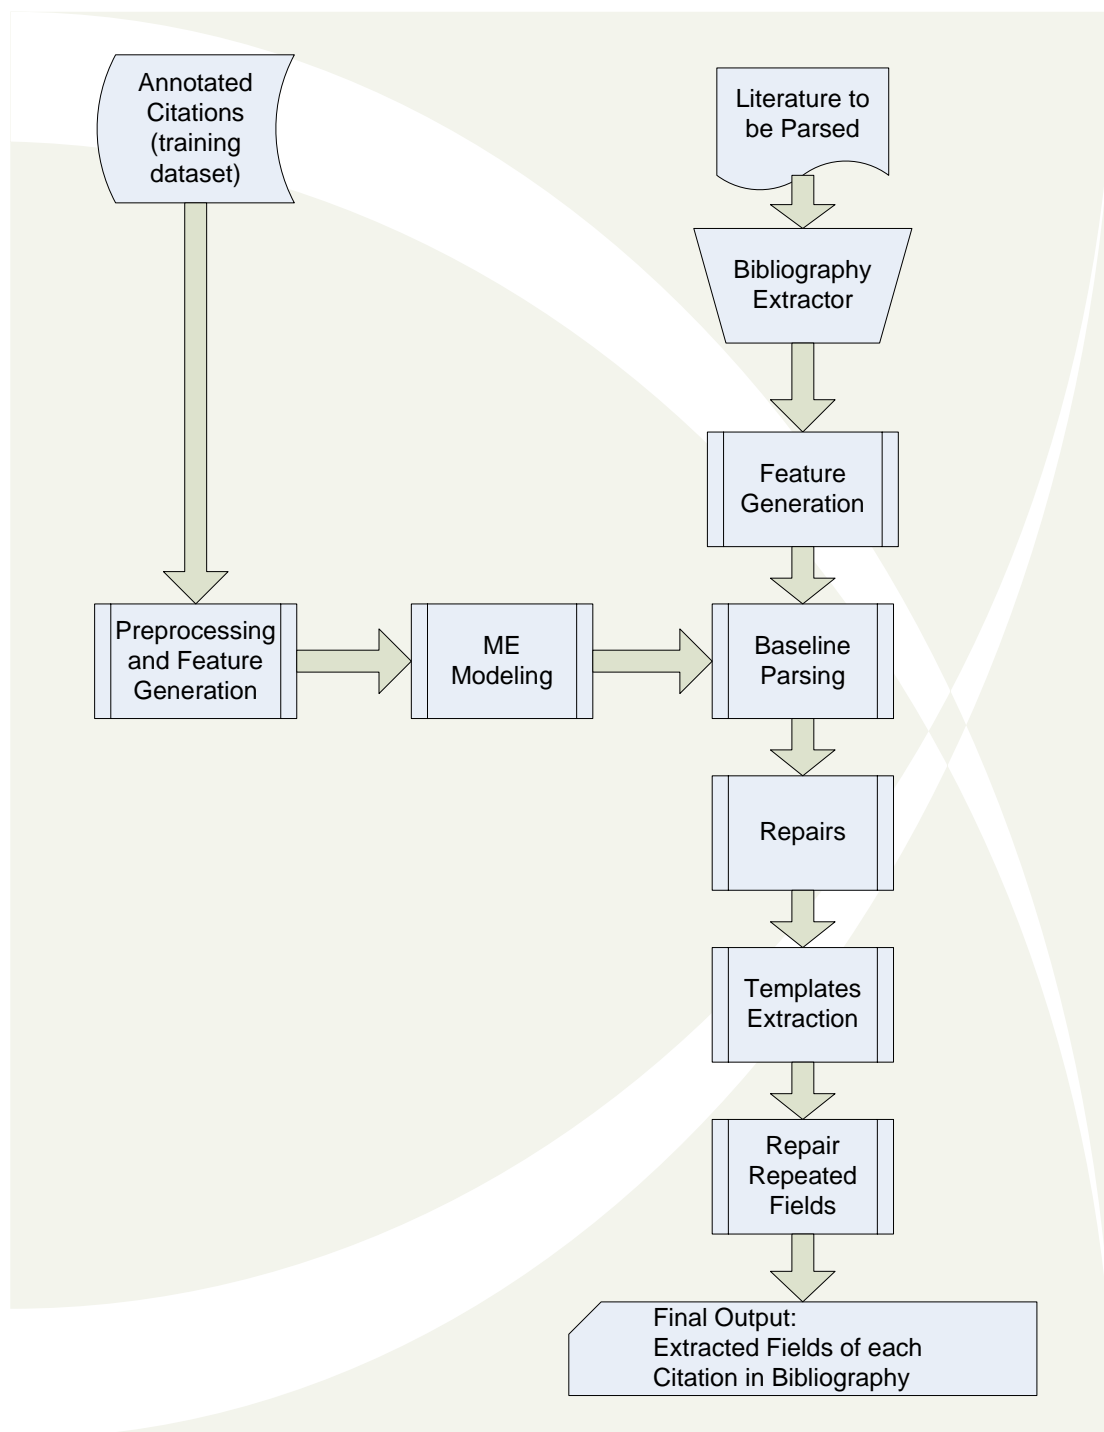 Annotated
Citations
(training
dataset)
Literature to
be Parsed
Bibliography
Extractor
Feature
Generation
Preprocessing
and Feature
Generation
ME
Modeling
Baseline
Parsing
Repairs
Templates
Extraction
Repair
Repeated
Fields
Final Output:
Extracted Fields of each
Citation in Bibliography